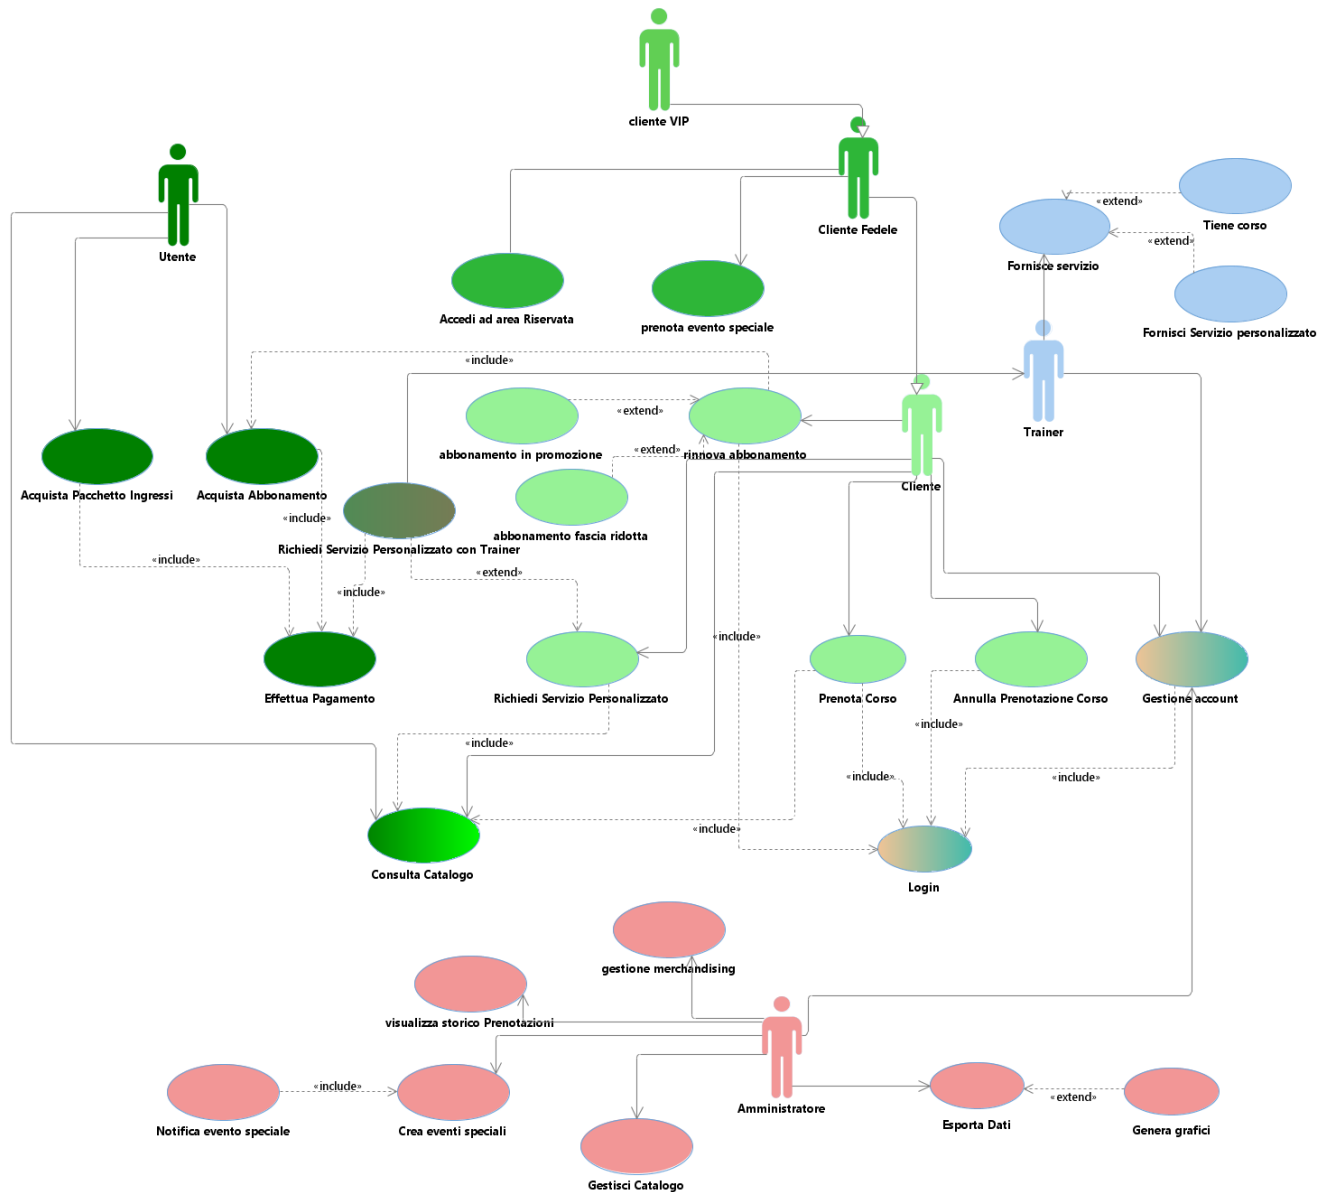 cliente VIP
Utente
Cliente Fedele
«extend»
Tiene corso
«extend»
Fornisce servizio
Accedi ad area Riservata
prenota evento speciale
Fornisci Servizio personalizzato
«include»
«extend»
Trainer
abbonamento in promozione
«extend»
rinnova abbonamento
Cliente
Acquista Pacchetto Ingressi
Acquista Abbonamento
«include»
abbonamento fascia ridotta
Richiedi Servizio Personalizzato con Trainer
«include»
«extend»
«include»
«include»
Effettua Pagamento
Richiedi Servizio Personalizzato
Prenota Corso
Annulla Prenotazione Corso
Gestione account
«include»
«include»
«include»
«include»
«include»
Consulta Catalogo
Login
gestione merchandising
visualizza storico Prenotazioni
«include»
Amministratore
«extend»
Notifica evento speciale
Crea eventi speciali
Esporta Dati
Genera grafici
Gestisci Catalogo